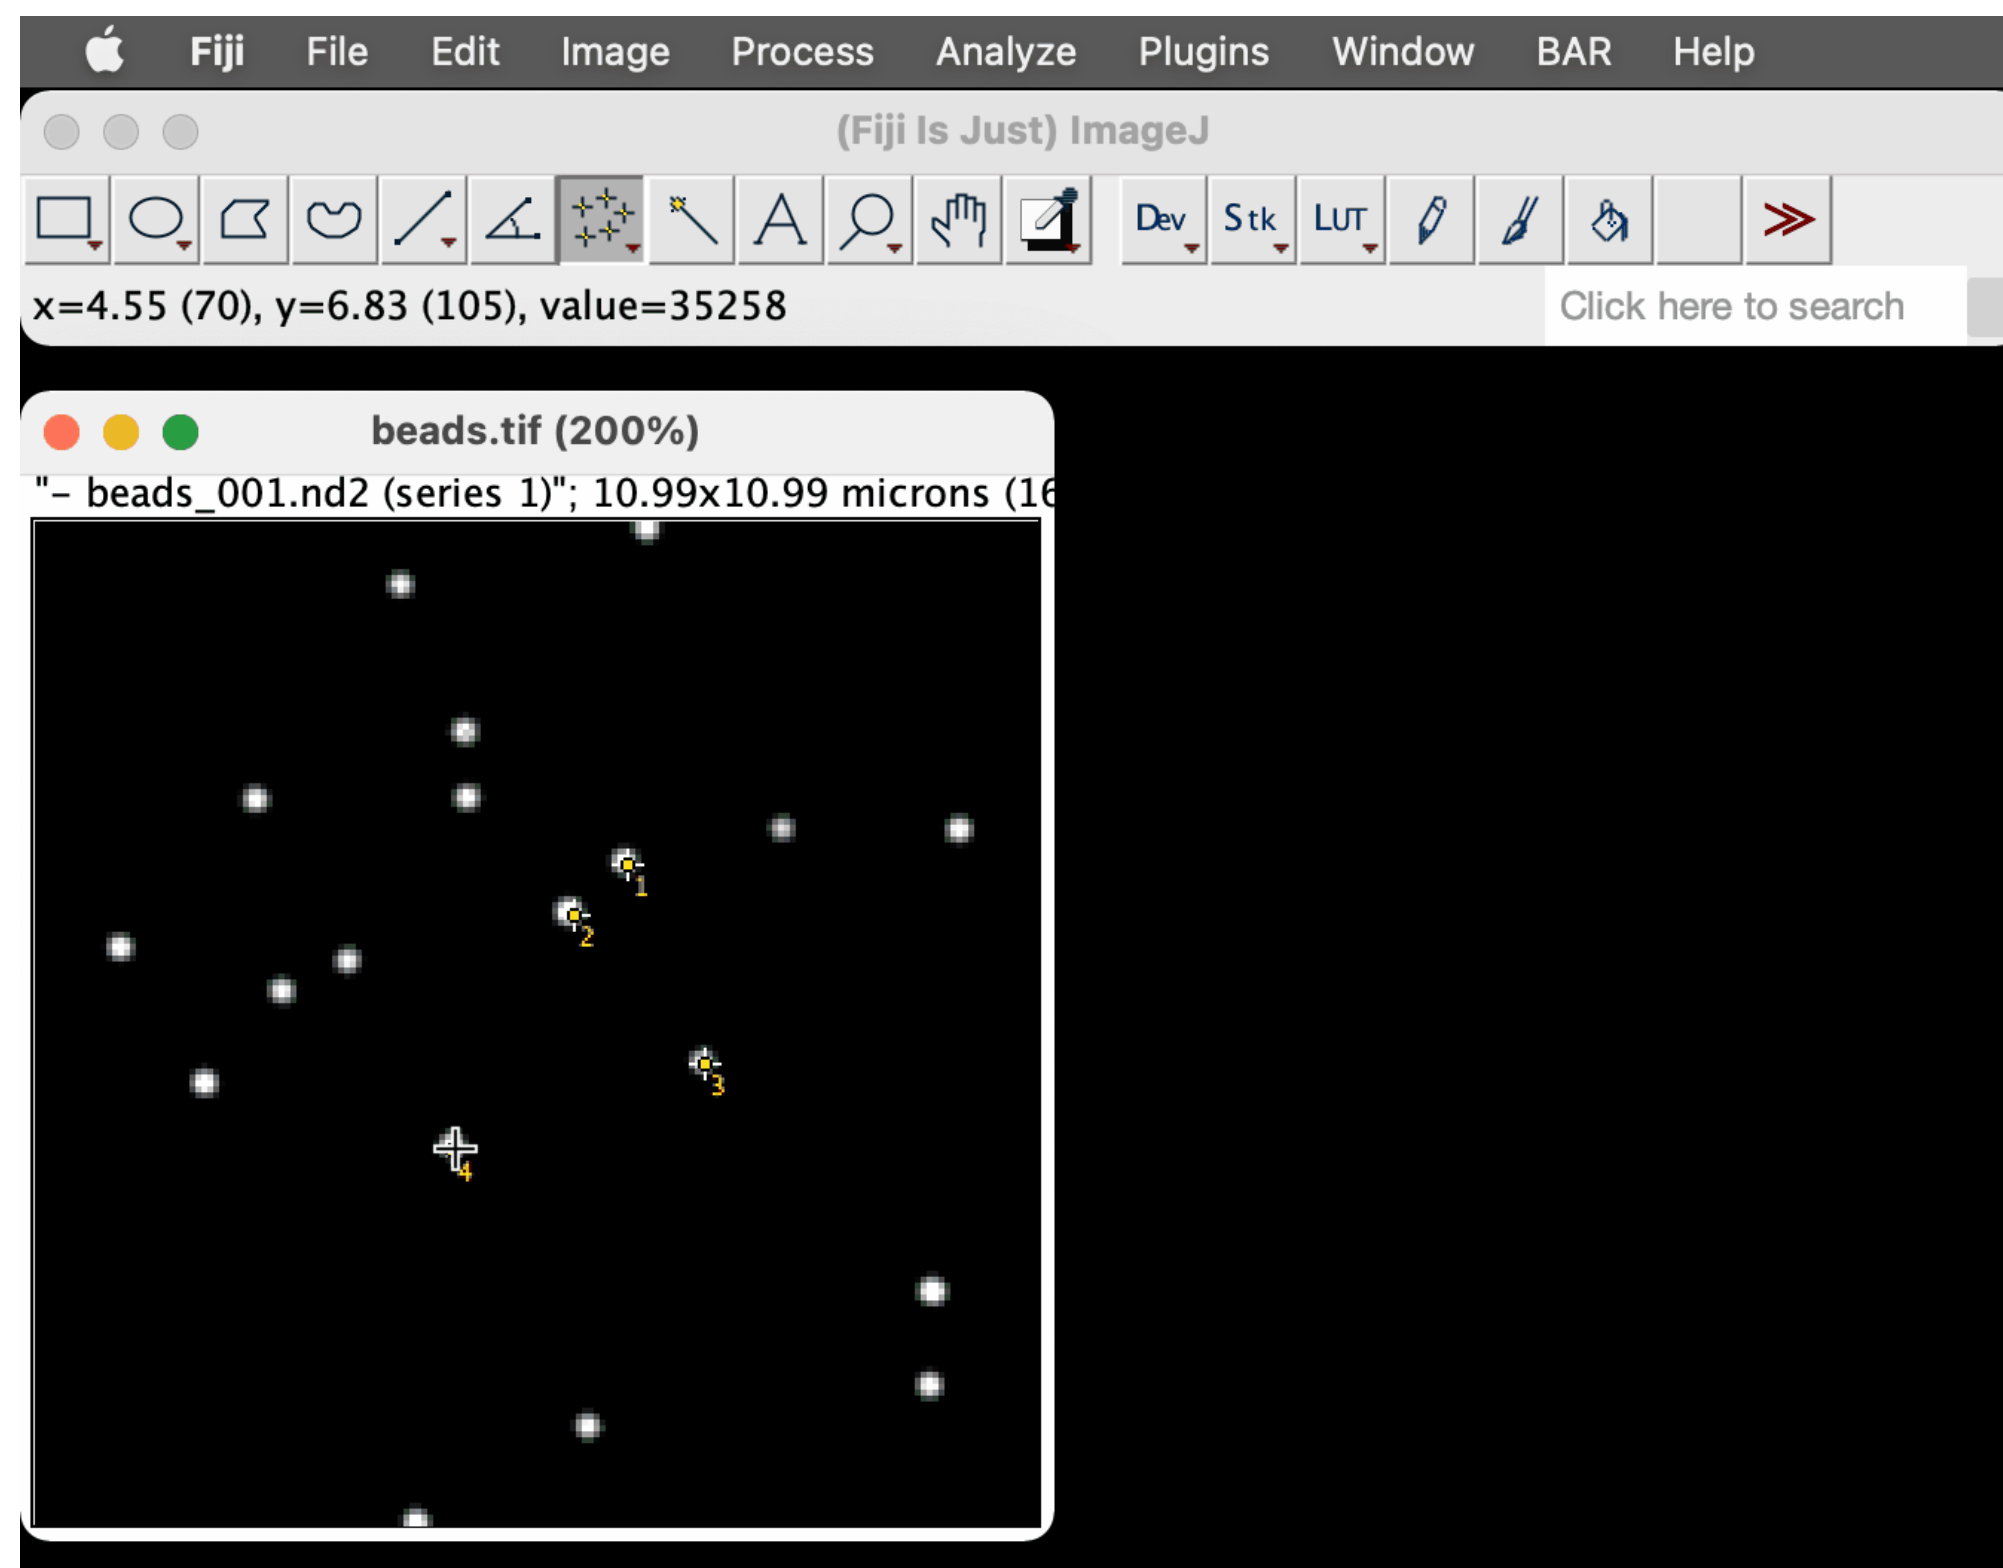 Fiji File Edit Image Process Analyze Plugins Window BAR Help
(Fiji Is Just) ImageJ
A Dev Stk LUT >>
x=4.55 (70), y=6.83 (105), value=35258
Click here to search
beads.tif (200%)
"- beads_001.nd2 (series 1)"; 10.99x10.99 microns (16
1
2
3
4